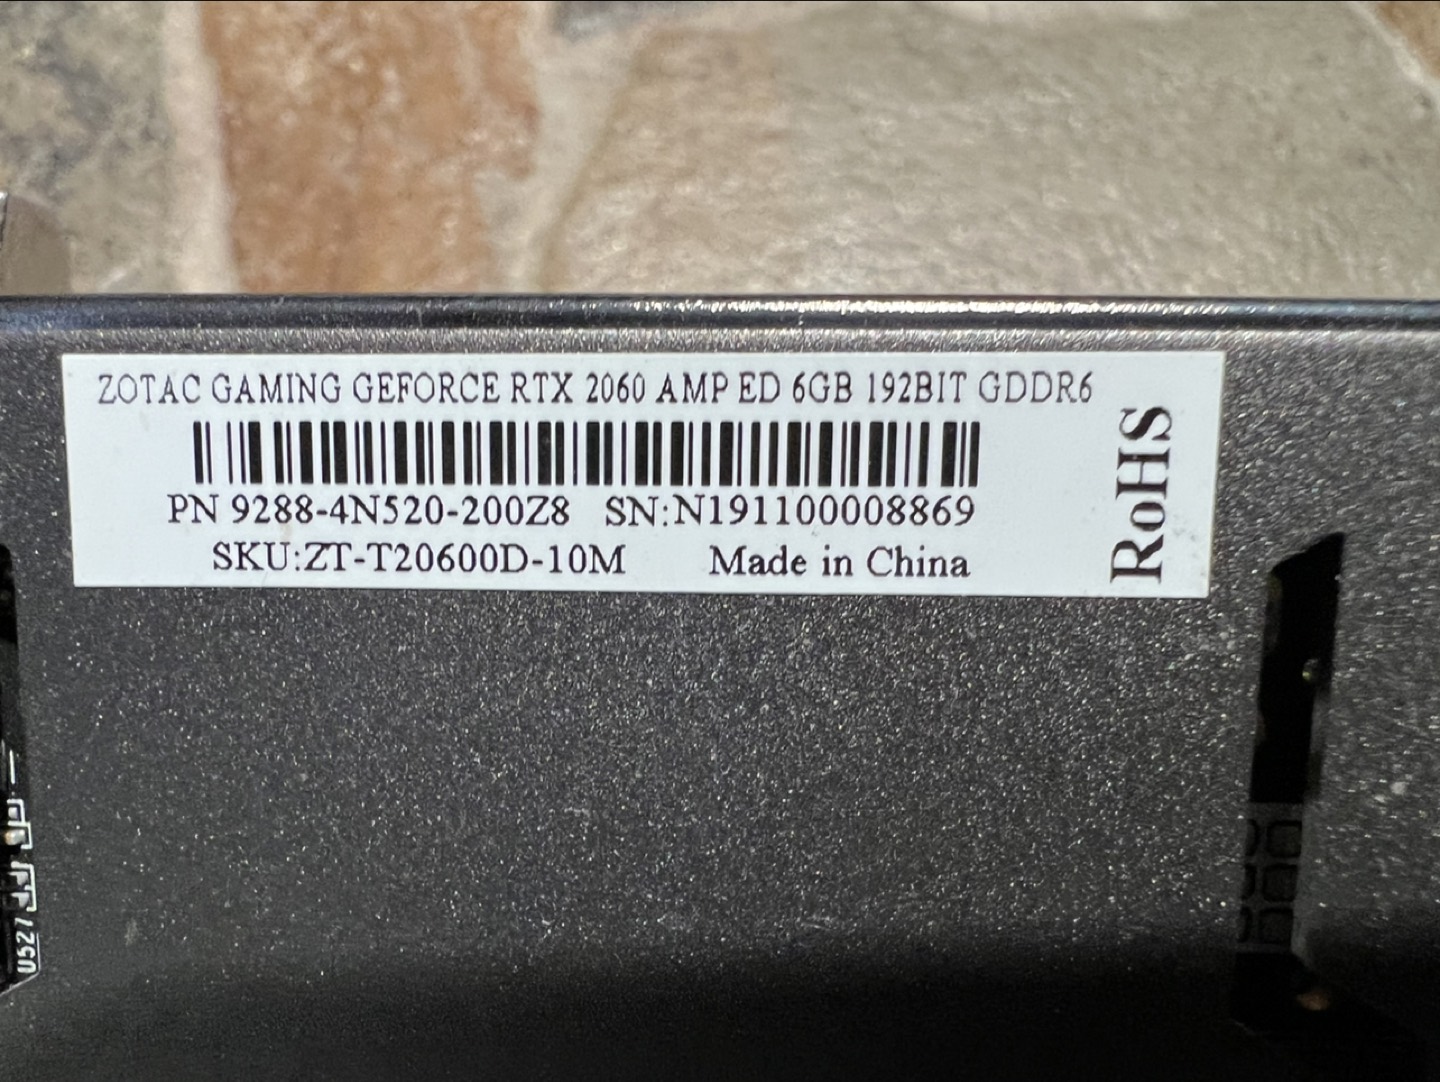 ZOTAC GAMING GEFORCE RTX 2060 AMP ED 6GB 192BIT GDDR6
PN 9288-4N520-200Z8 SN:N191100008869
SKU:ZT-T20600D-10M Made in China
RoHS
U527